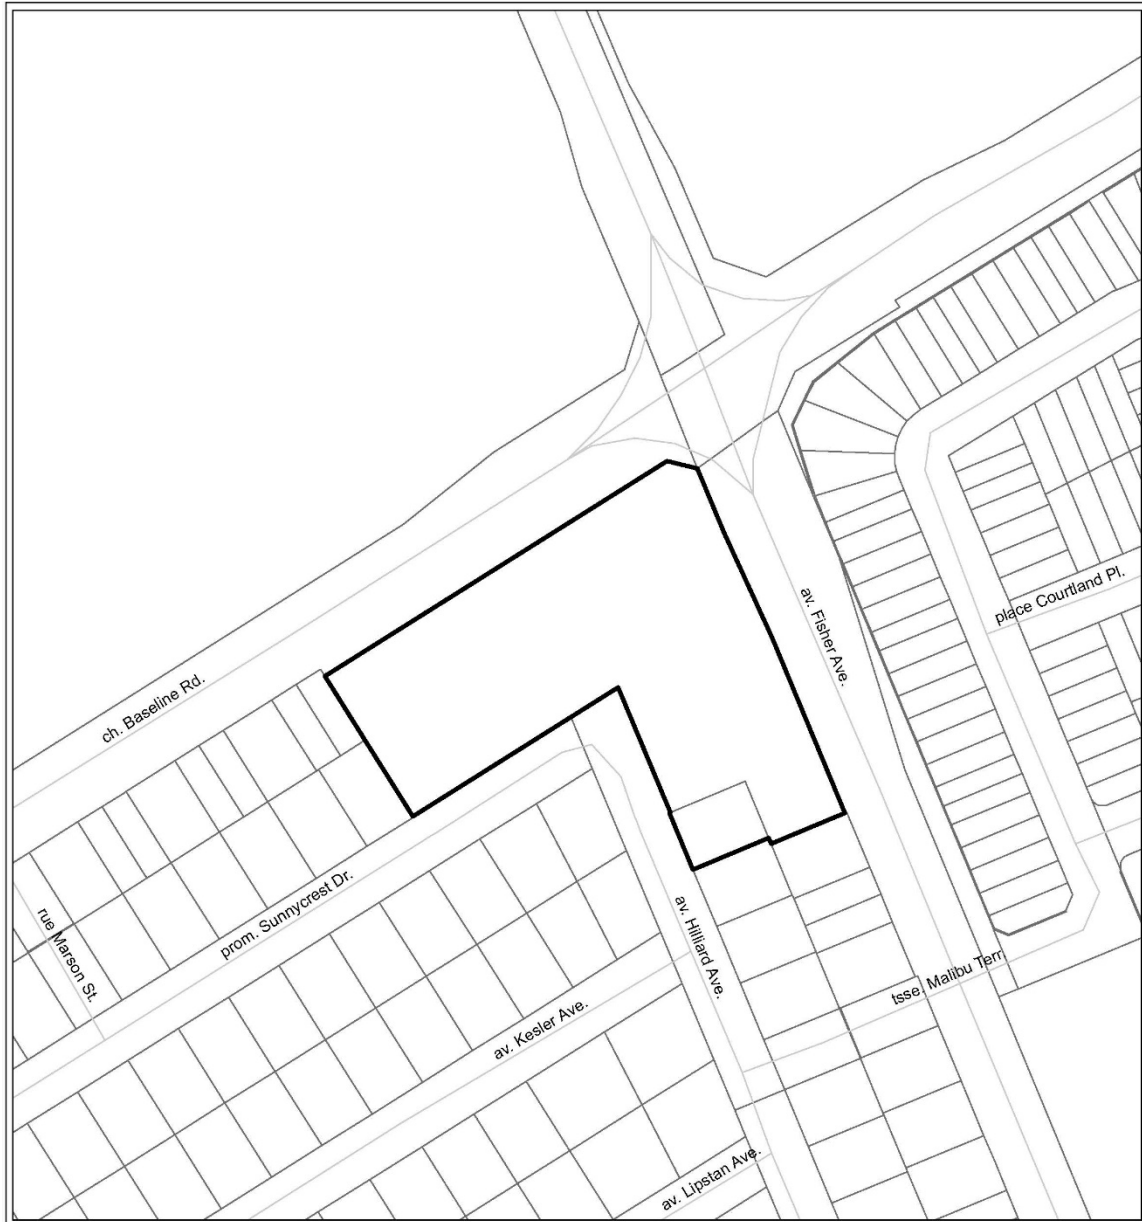 av. Fisher Ave.
place Courtland Pl.
ch. Baseline Rd.
prom. Sunnycrest Dr.
rue Marson St.
av. Hilliard Ave.
tsse. Malibu Terr.
av. Kesler Ave.
av. Lipstan Ave.